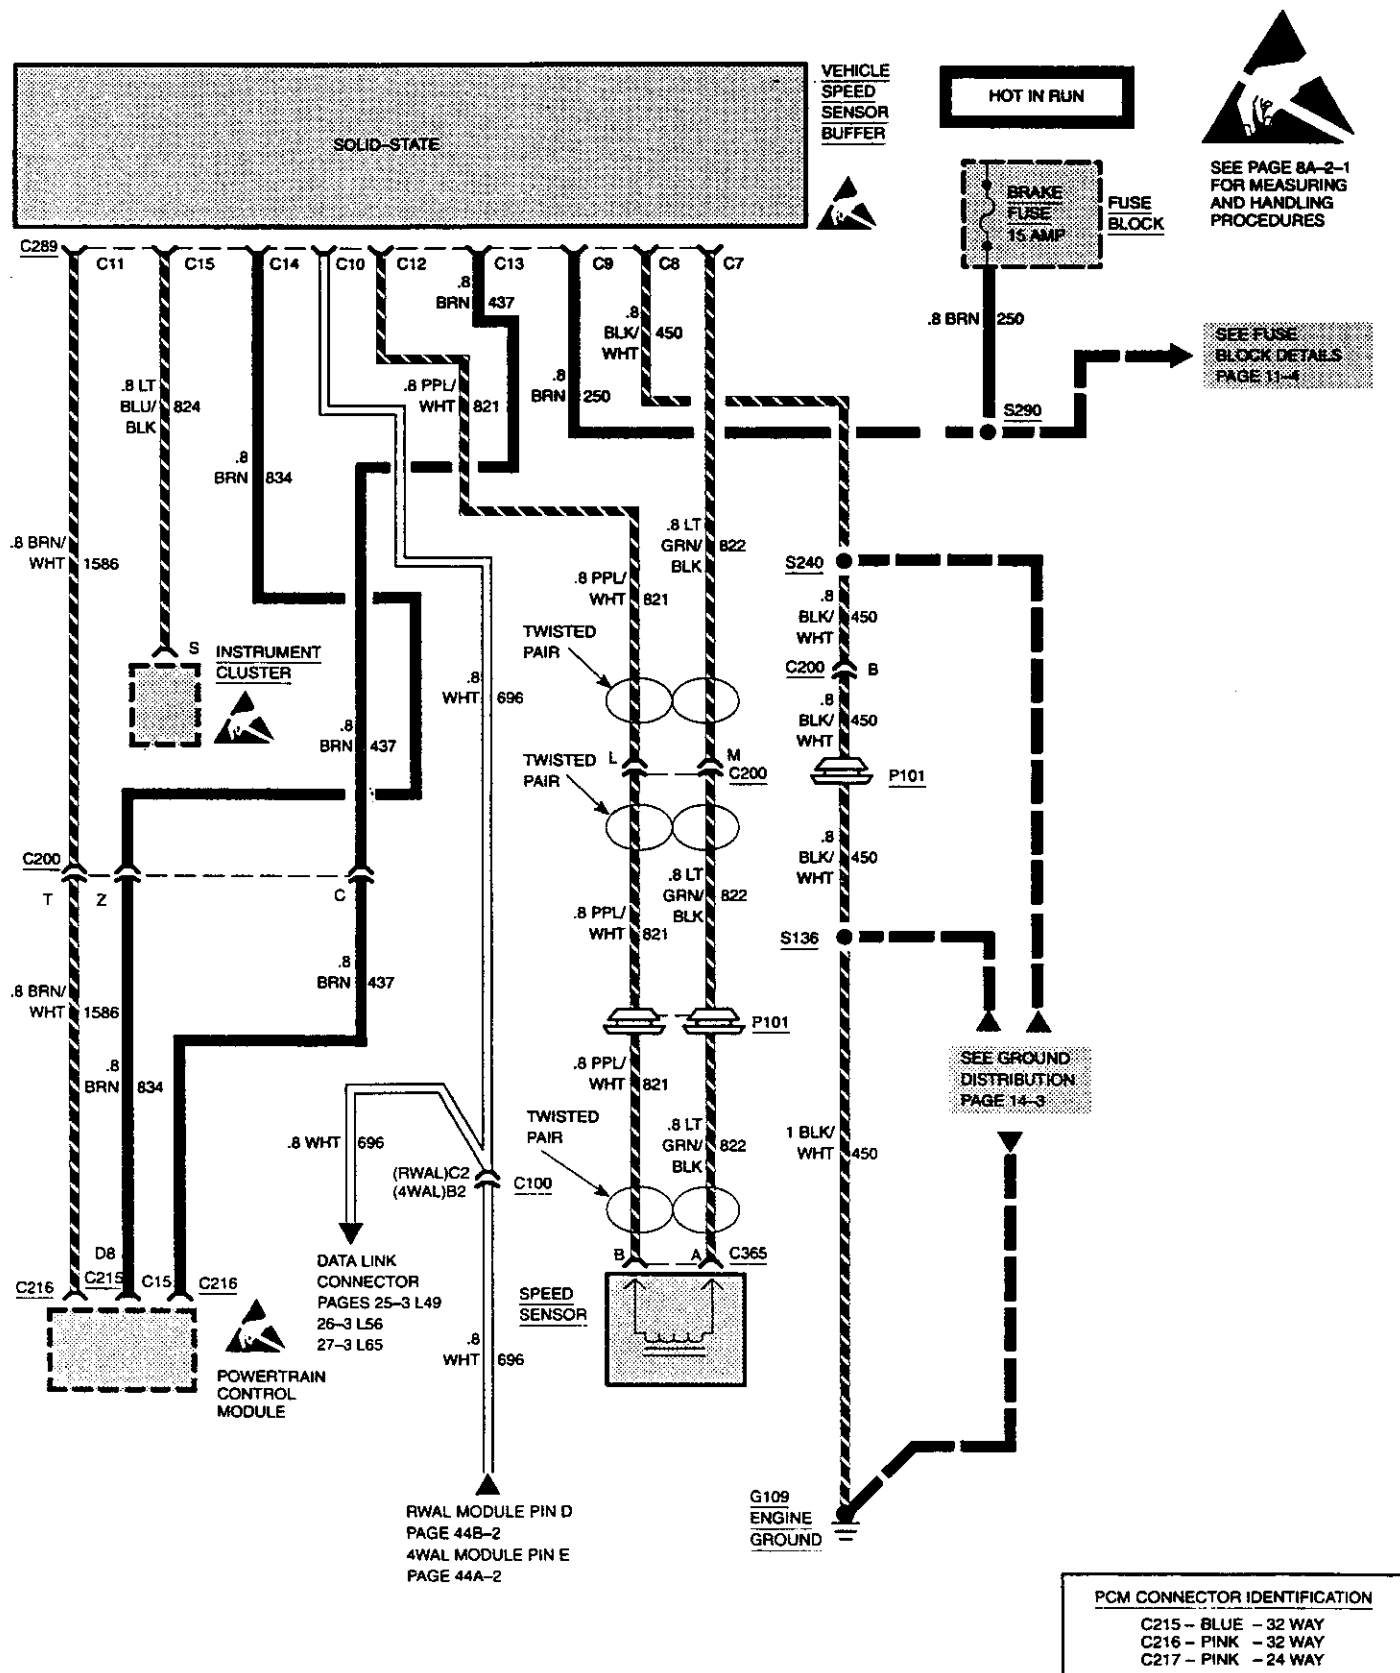 VEHICLE
SPEED
SENSOR
BUFFER
SOLID-STATE
HOT IN RUN
SEE PAGE 8A-2-1
FOR MEASURING
AND HANDLING
PROCEDURES
BRAKE
FUSE
15 AMP
FUSE
BLOCK
C289
C11
C15
C14
C10
C12
C13
C9
C8
C7
.8
BRN 437
.8
BLK/ 450
WHT
.8 BRN 250
SEE FUSE
BLOCK DETAILS
PAGE 11-4
.8 LT
BLU/ 824
BLK
.8 PPL/
WHT 821
.8
BRN 250
S290
.8
BRN 834
.8 BRN/
WHT 1586
.8 LT
GRN/ 822
BLK
S240
.8 PPL/
WHT 821
.8
BLK/ 450
WHT
TWISTED
PAIR
S
INSTRUMENT
CLUSTER
.8
WHT 696
C200 B
.8
BLK/ 450
WHT
.8
BRN 437
TWISTED
PAIR
L
M
C200
P101
C200
T
Z
C
.8
BLK/ 450
WHT
.8 LT
GRN/ 822
BLK
.8 PPL/
WHT 821
S136
.8
BRN 437
.8 BRN/
WHT 1586
P101
SEE GROUND
DISTRIBUTION
PAGE 14-3
.8 PPL/
WHT 821
.8
BRN 834
TWISTED
PAIR
.8 LT
GRN/ 822
BLK
1 BLK/
WHT 450
.8 WHT 696
(RWAL)C2
(4WAL)B2
C100
D8
C216
C215
C15
C216
B
A
C365
DATA LINK
CONNECTOR
PAGES 25-3 L49
26-3 L56
27-3 L65
SPEED
SENSOR
.8
WHT 696
POWERTRAIN
CONTROL
MODULE
G109
ENGINE
GROUND
RWAL MODULE PIN D
PAGE 44B-2
4WAL MODULE PIN E
PAGE 44A-2
PCM CONNECTOR IDENTIFICATION
C215 - BLUE - 32 WAY
C216 - PINK - 32 WAY
C217 - PINK - 24 WAY